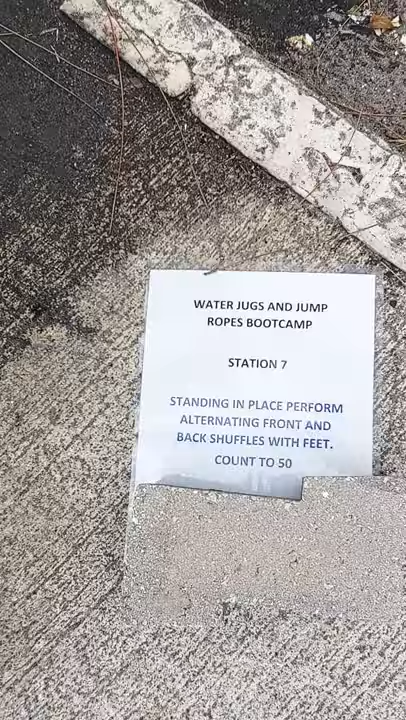 WATER JUGS AND JUMP
ROPES BOOTCAMP
STATION 7
STANDING IN PLACE PERFORM
ALTERNATING FRONT AND
BACK SHUFFLES WITH FEET.
COUNT TO 50